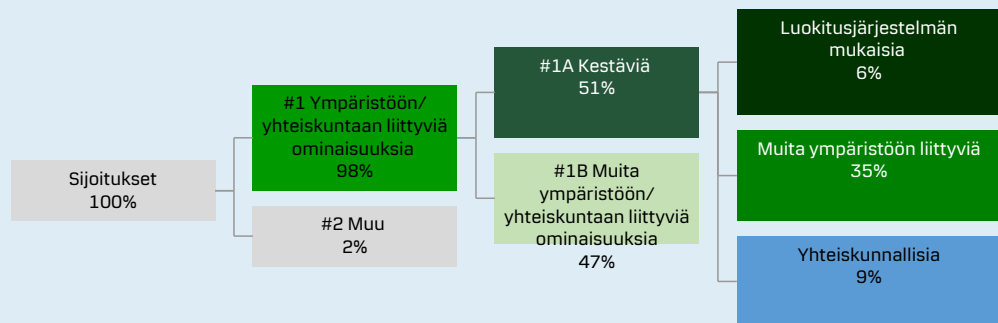 Sijoitukset
100%
#1 Ympäristöön/
yhteiskuntaan liittyviä
ominaisuuksia
98%
#2 Muu
2%
#1A Kestäviä
51%
#1B Muita
ympäristöön/
yhteiskuntaan liittyviä
ominaisuuksia
47%
Luokitusjärjestelmän
mukaisia
6%
Muita ympäristöön liittyviä
35%
Yhteiskunnallisia
9%